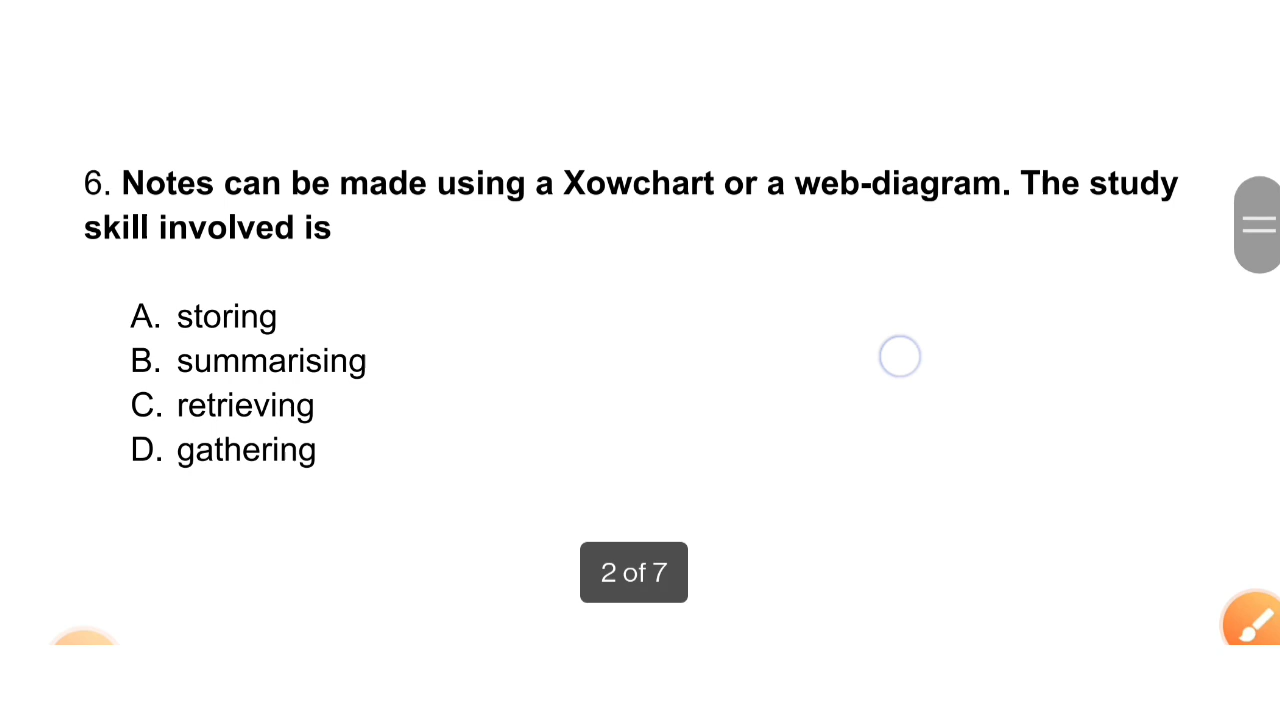 6. Notes can be made using a Xowchart or a web-diagram. The study
skill involved is
A. storing
B. summarising
C. retrieving
D. gathering
2 of 7